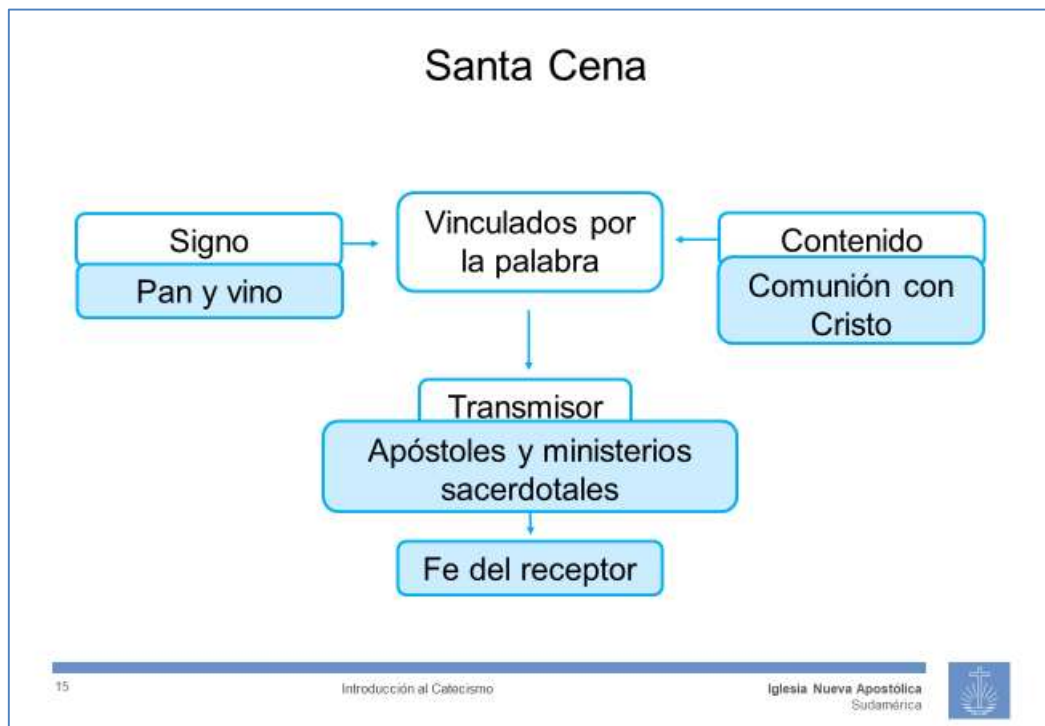 Santa Cena
Signo
Pan y vino
Vinculados por
la palabra
Contenido
Comunión con
Cristo
Transmisor
Apóstoles y ministerios
sacerdotales
Fe del receptor
15
Introducción al Catecismo
Iglesia Nueva Apostólica
Sudamérica